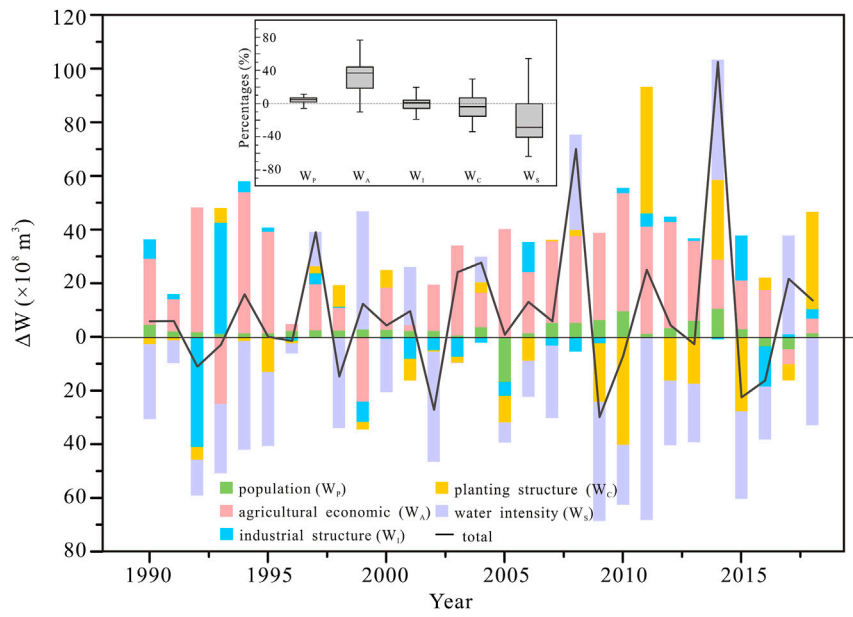 120
100
80
60
40
20
0
20
40
60
80
ΔW (×10⁸ m³)
Percentages (%)
80
40
0
-40
-80
W_P W_A W_I W_C W_S
population (W_P)
planting structure (W_C)
agricultural economic (W_A)
water intensity (W_S)
industrial structure (W_I)
total
1990 1995 2000 2005 2010 2015
Year